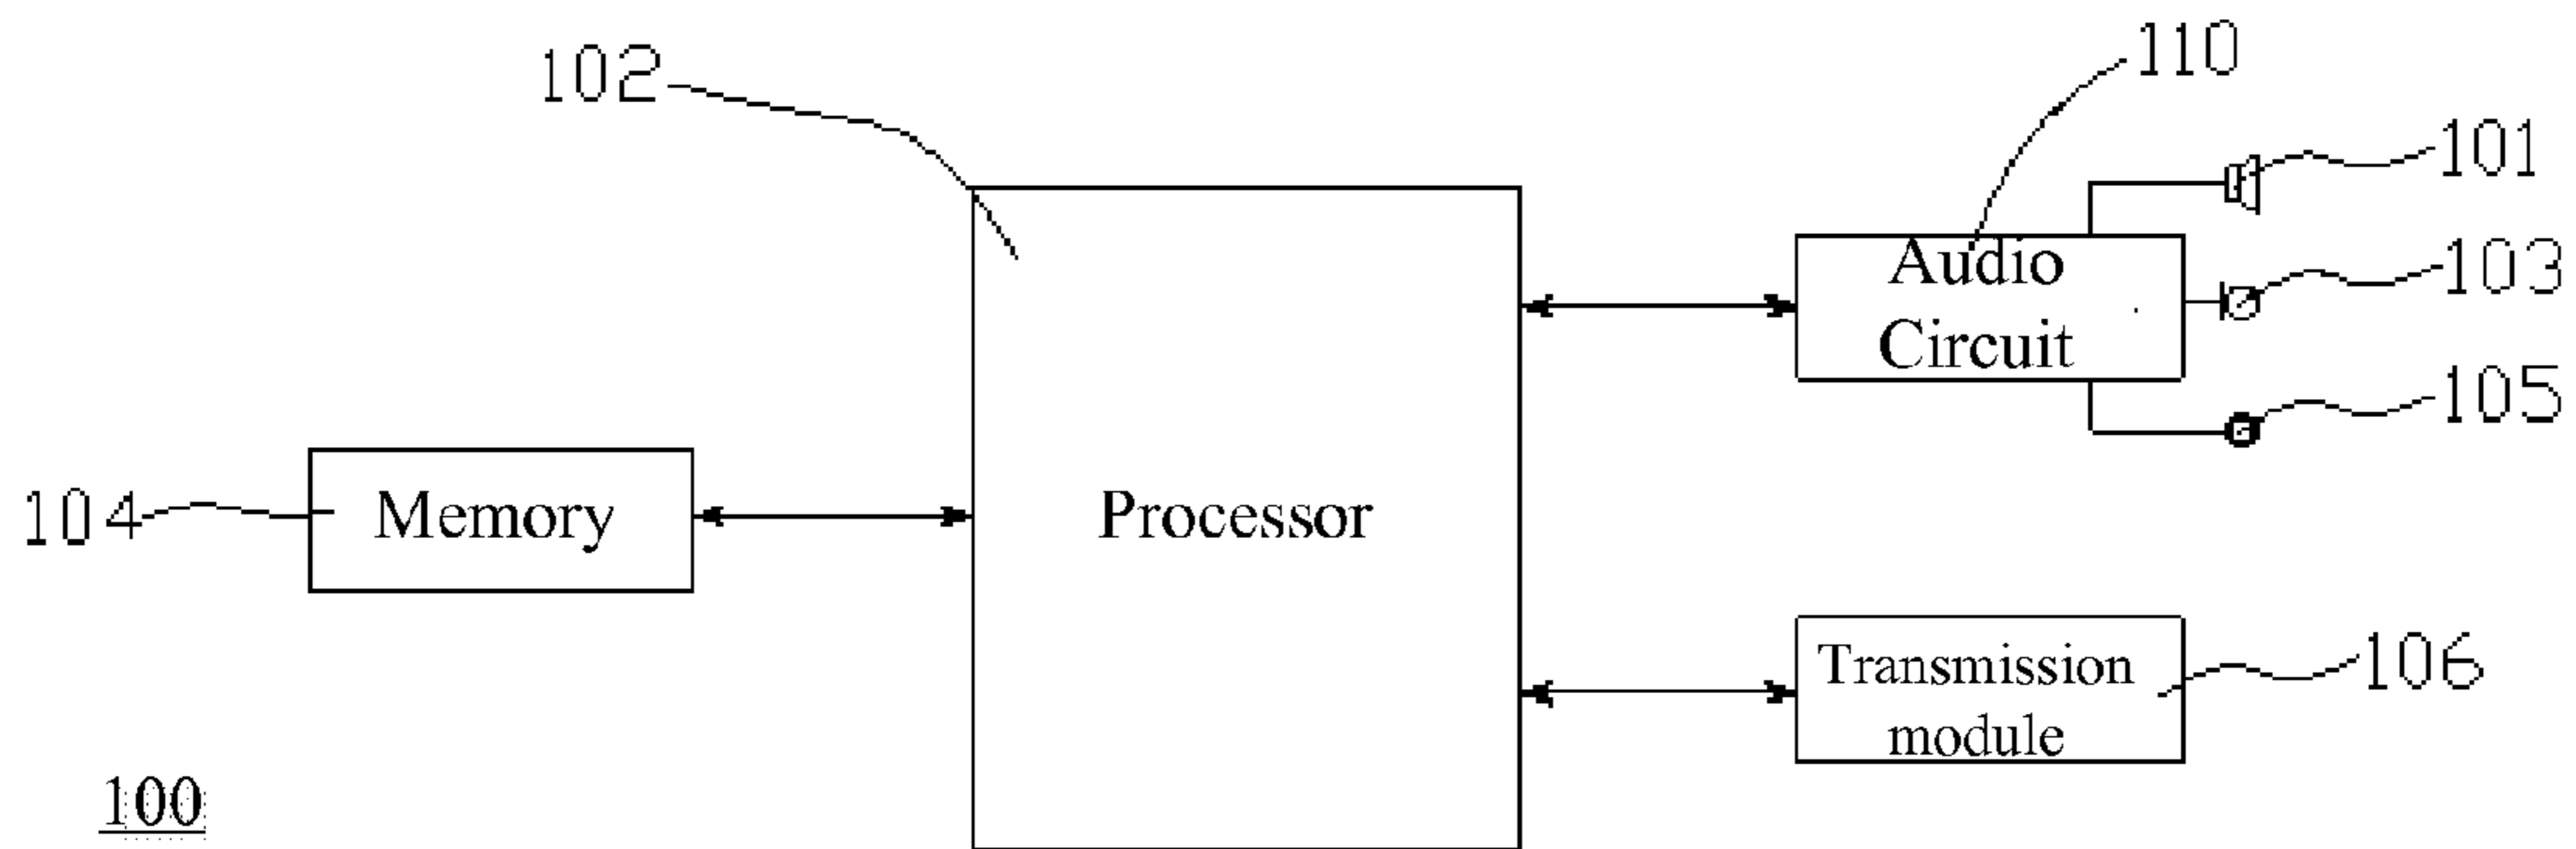 110
102
101
Audio
103
Circuit
105
104
Memory
Processor
Transmission
106
module
100